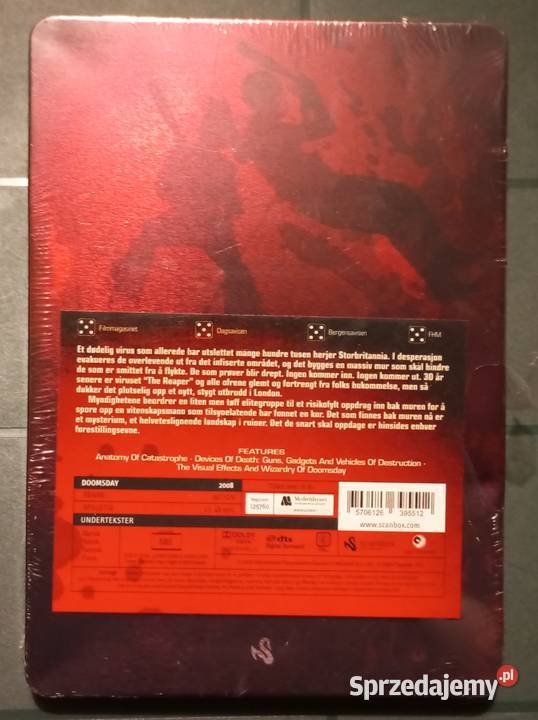 Filmmagasinet Dagsavisen Bergensavisen FHM
Et dødelig virus som allerede har utslettet mange hundre tusen herjer Storbritannia. I desperasjon
evakueres de overlevende ut fra det infiserte området, og det bygges en massiv mur som skal hindre
de som er smittet fra å flykte. De som prøver blir drept. Ingen kommer inn. Ingen kommer ut. 30 år
senere er viruset "The Reaper" og alle ofrene glemt og fortrengt fra folks hukommelse, men så
dukker det plutselig opp et nytt, stygt utbrudd i London.
Myndighetene beordrer en liten men tøff elitegruppe til et risikofylt oppdrag inn bak muren for å
spore opp en vitenskapsmann som tilsynelatende har funnet en kur. Det som finnes bak muren nå er
et mysterium, et helveteslignende landskap i ruiner. Det de snart skal oppdage er hinsides enhver
forestillingsevne.
FEATURES
Anatomy Of Catastrophe · Devices Of Death: Guns, Gadgets And Vehicles Of Destruction ·
The Visual Effects And Wizardry Of Doomsday
DOOMSDAY 2008
125760
Medietilsynet
UNDERTEKSTER
DOLBY
dts
Digital Surround
5 706126 395512
www.scanbox.com
Sprzedajemy.pl